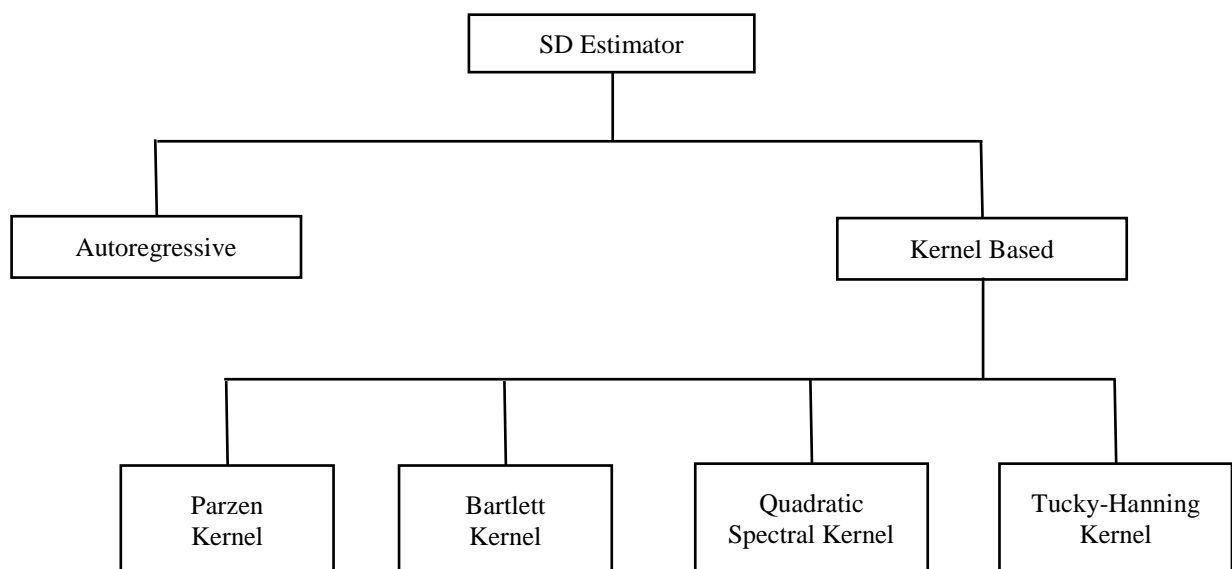 SD Estimator
Autoregressive
Kernel Based
Parzen
Kernel
Bartlett
Kernel
Quadratic
Spectral Kernel
Tucky-Hanning
Kernel